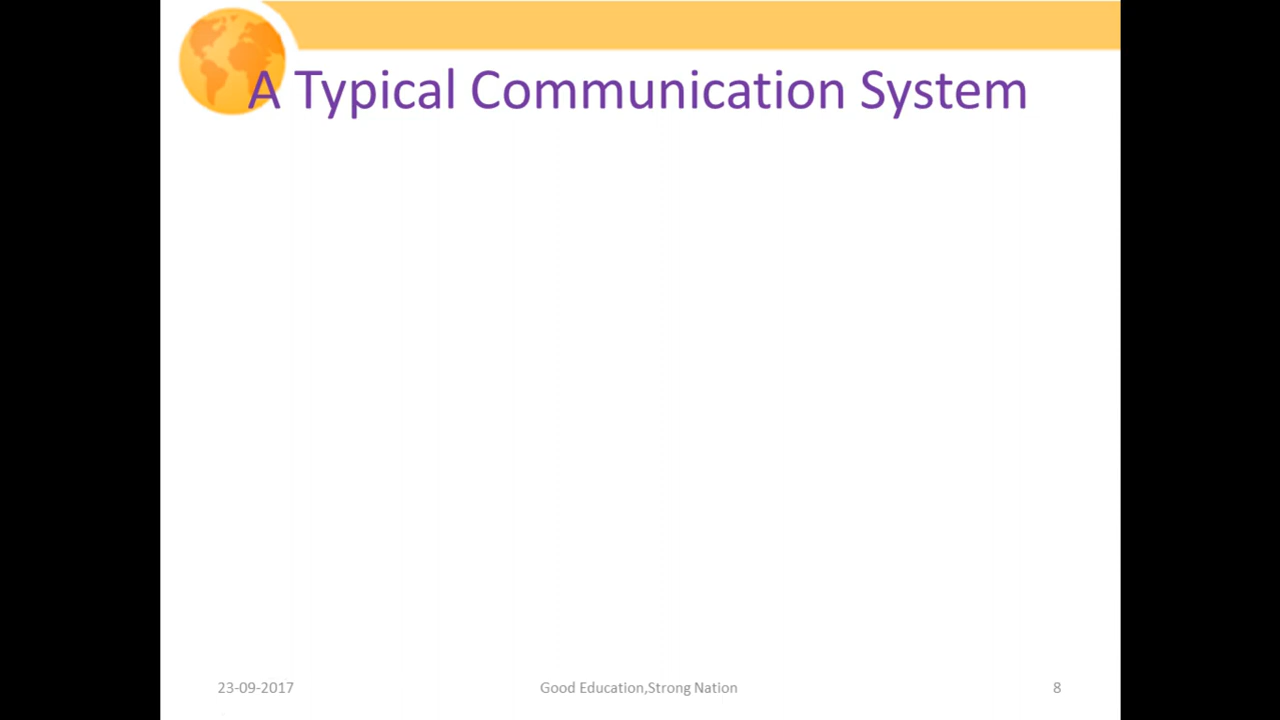 A Typical Communication System
23-09-2017 Good Education,Strong Nation 8